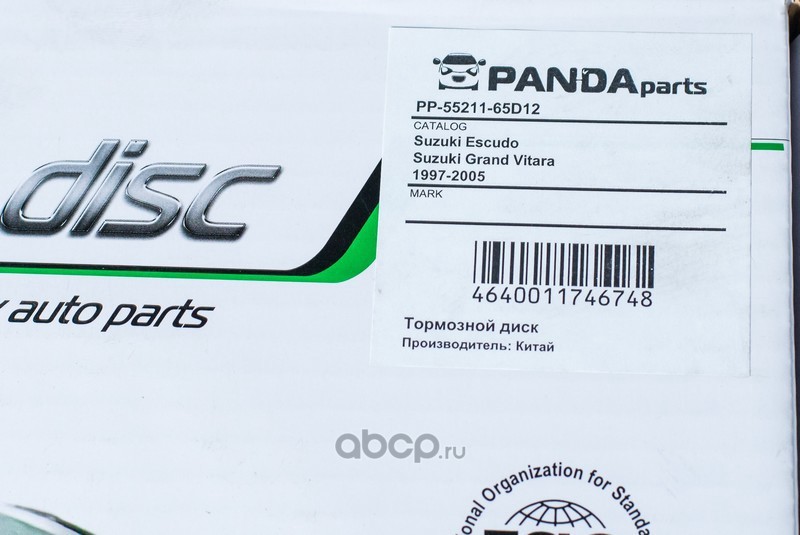 PANDAparts
PP-55211-65D12
CATALOG
Suzuki Escudo
Suzuki Grand Vitara
1997-2005
MARK
4640011746748
Тормозной диск
Производитель: Китай
disc
auto parts
abcp.ru
Organization for